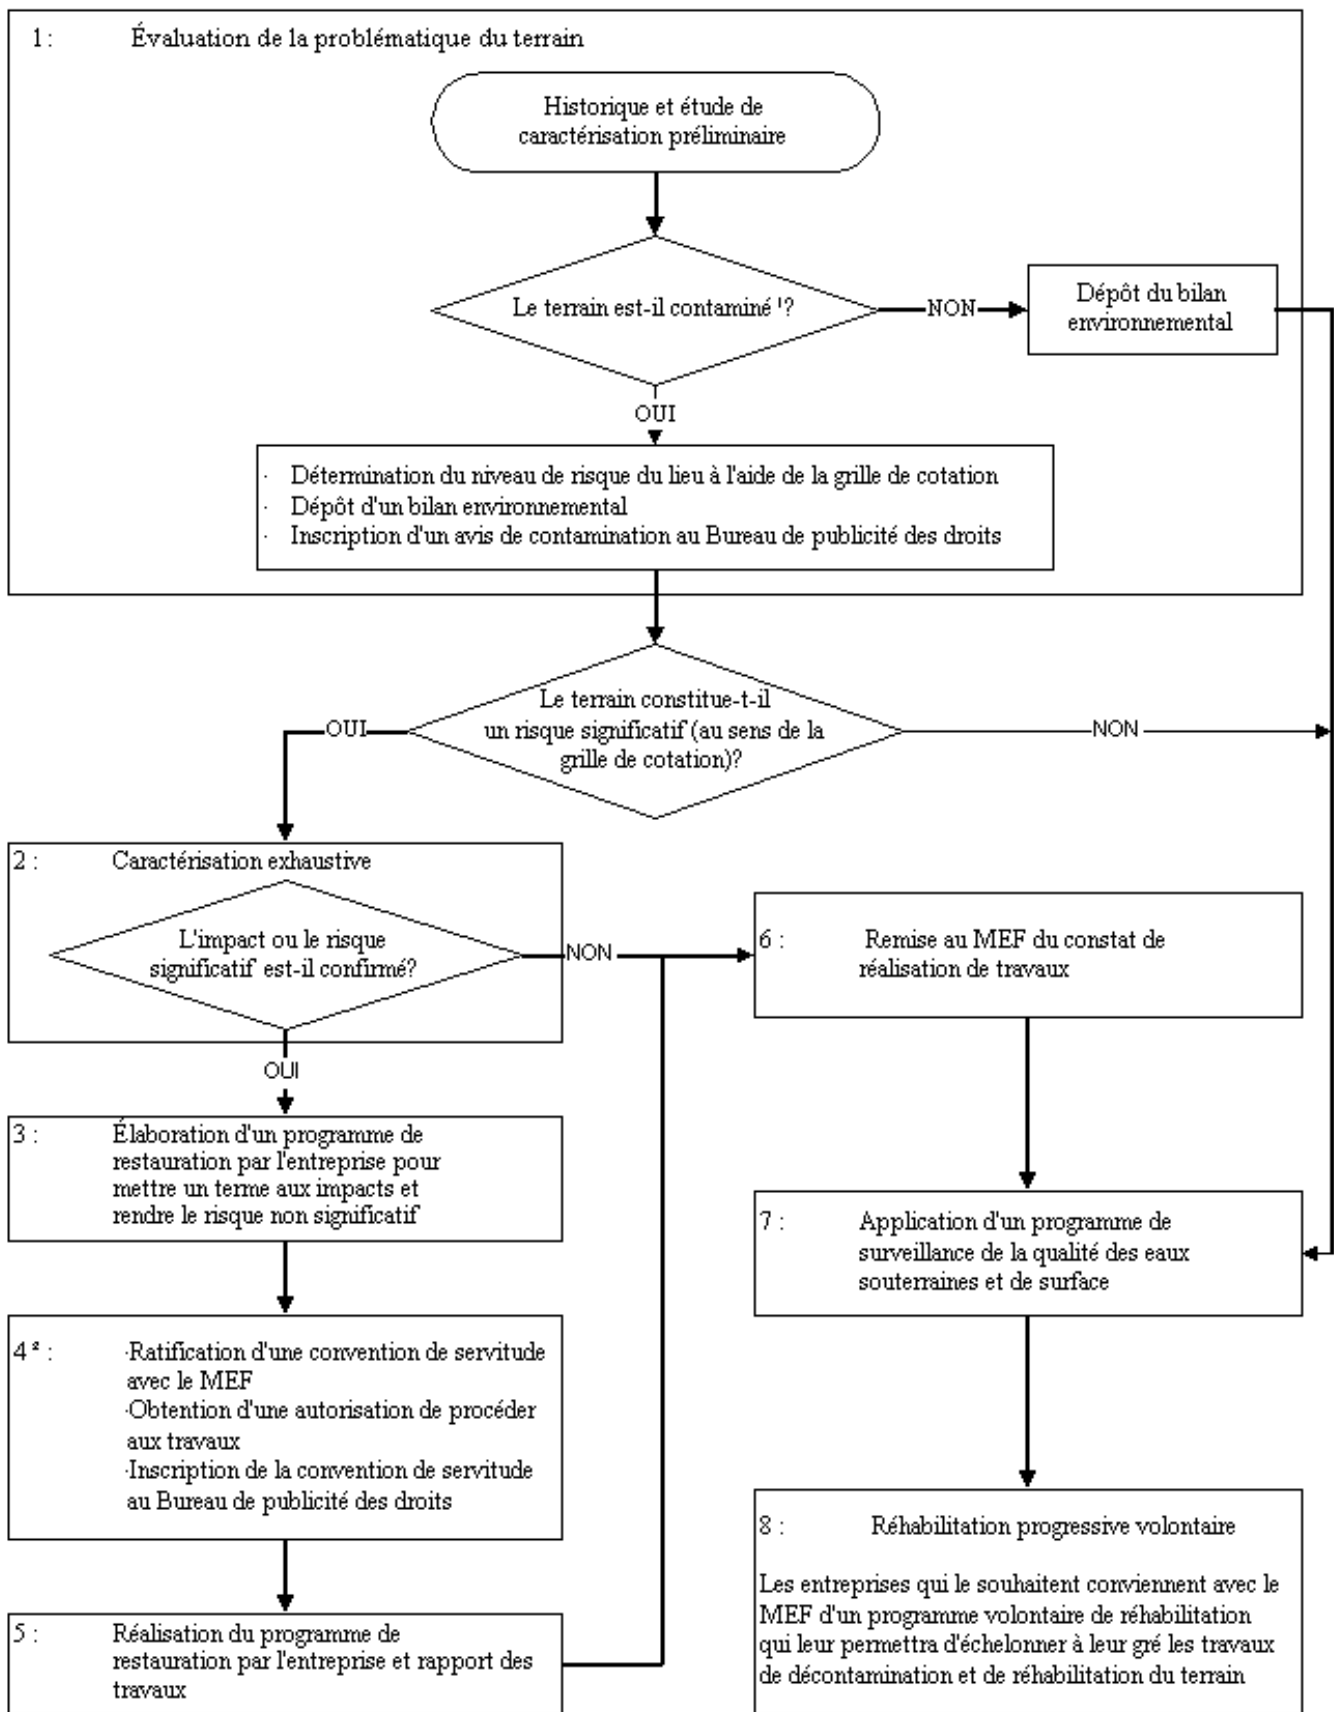 1 : Évaluation de la problématique du terrain
Historique et étude de
caractérisation préliminaire
Le terrain est-il contaminé ¹?
NON
Dépôt du bilan
environnemental
OUI
· Détermination du niveau de risque du lieu à l'aide de la grille de cotation
· Dépôt d'un bilan environnemental
· Inscription d'un avis de contamination au Bureau de publicité des droits
Le terrain constitue-t-il
un risque significatif (au sens de la
grille de cotation)?
OUI
NON
2 : Caractérisation exhaustive
L'impact ou le risque
significatif est-il confirmé?
NON
OUI
3 : Élaboration d'un programme de
restauration par l'entreprise pour
mettre un terme aux impacts et
rendre le risque non significatif
4 ² : ·Ratification d'une convention de servitude
avec le MEF
·Obtention d'une autorisation de procéder
aux travaux
·Inscription de la convention de servitude
au Bureau de publicité des droits
5 : Réalisation du programme de
restauration par l'entreprise et rapport des
travaux
6 : Remise au MEF du constat de
réalisation de travaux
7 : Application d'un programme de
surveillance de la qualité des eaux
souterraines et de surface
8 : Réhabilitation progressive volontaire
Les entreprises qui le souhaitent conviennent avec le
MEF d'un programme volontaire de réhabilitation
qui leur permettra d'échelonner à leur gré les travaux
de décontamination et de réhabilitation du terrain